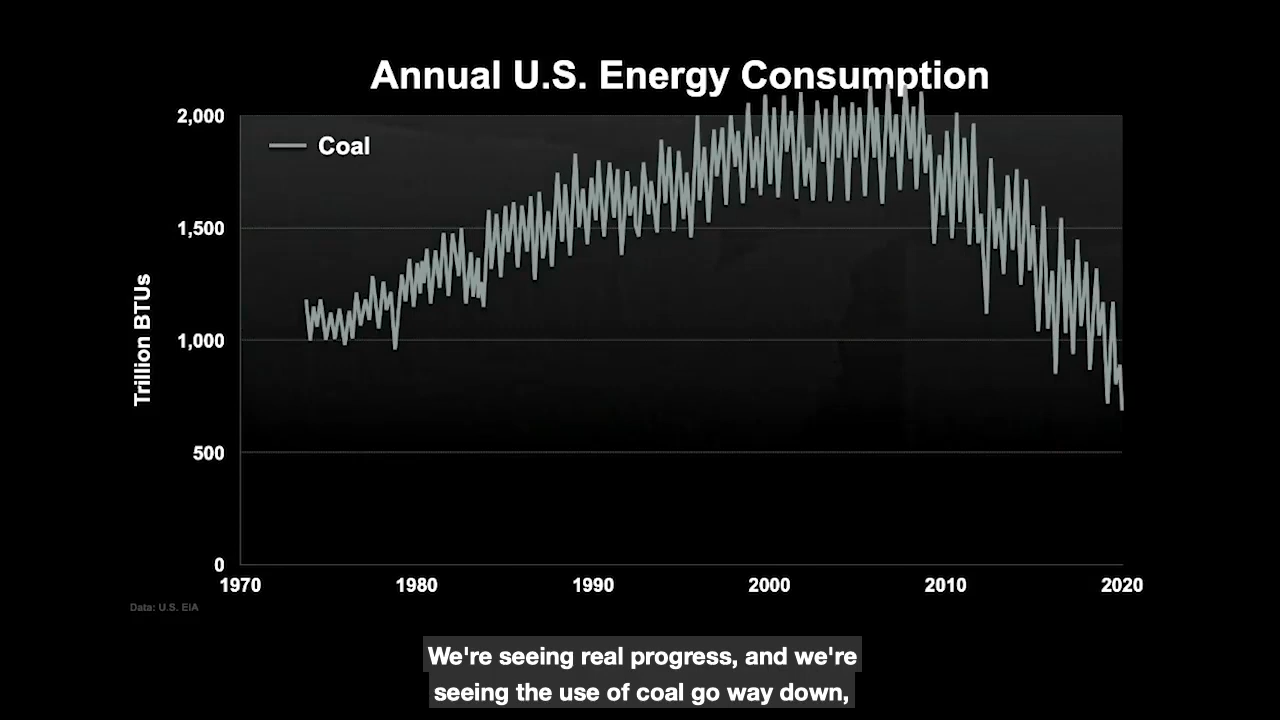 Annual U.S. Energy Consumption
2,000
Coal
1,500
Trillion BTUs
1,000
500
0
1970 1980 1990 2000 2010 2020
Data: U.S. EIA
We're seeing real progress, and we're
seeing the use of coal go way down,